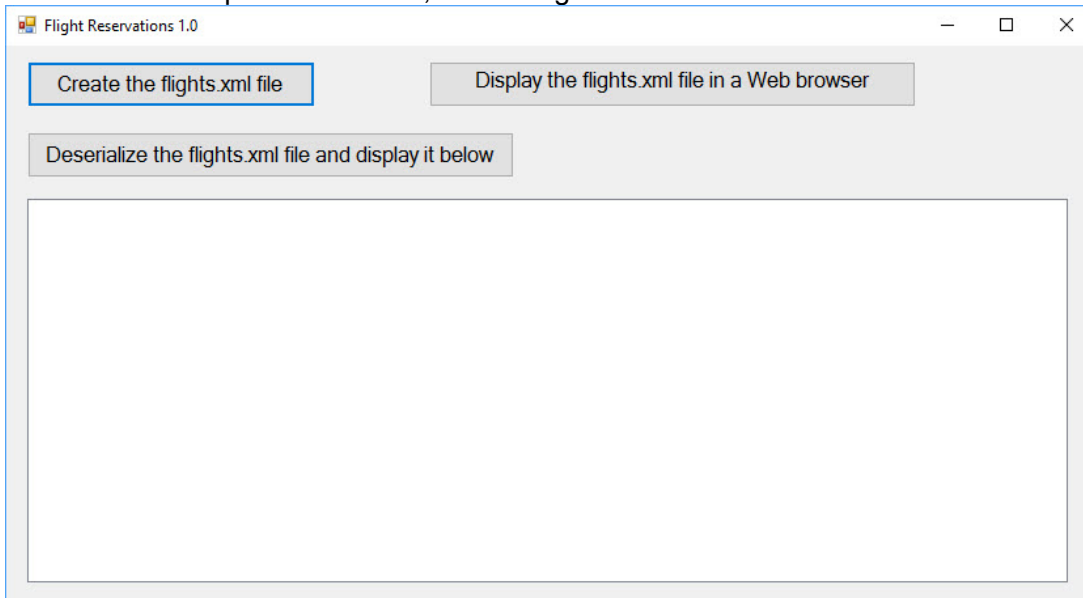 Flight Reservations 1.0
Create the flights.xml file
Display the flights.xml file in a Web browser
Deserialize the flights.xml file and display it below